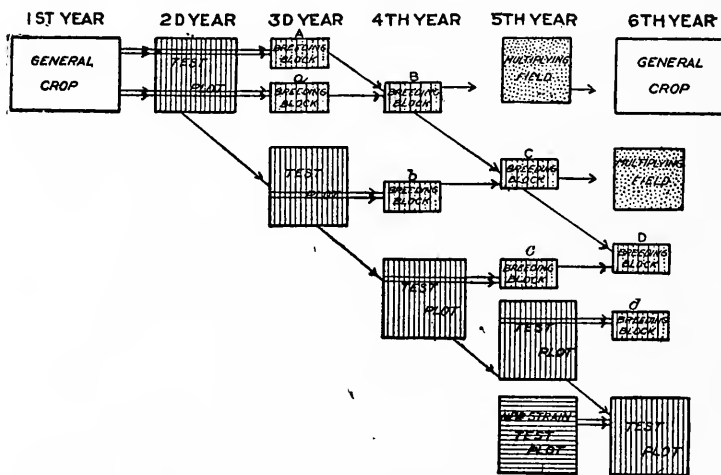 1ST YEAR 2D YEAR 3D YEAR 4TH YEAR 5TH YEAR 6TH YEAR
GENERAL
CROP
TEST
PLOT
A
BREEDING
BLOCK
a
BREEDING
BLOCK
B
BREEDING
BLOCK
MULTIPLYING
FIELD
GENERAL
CROP
TEST
PLOT
b
BREEDING
BLOCK
C
BREEDING
BLOCK
MULTIPLYING
FIELD
TEST
PLOT
C
BREEDING
BLOCK
D
BREEDING
BLOCK
TEST
PLOT
d
BREEDING
BLOCK
NEW STRAIN
TEST
PLOT
TEST
PLOT